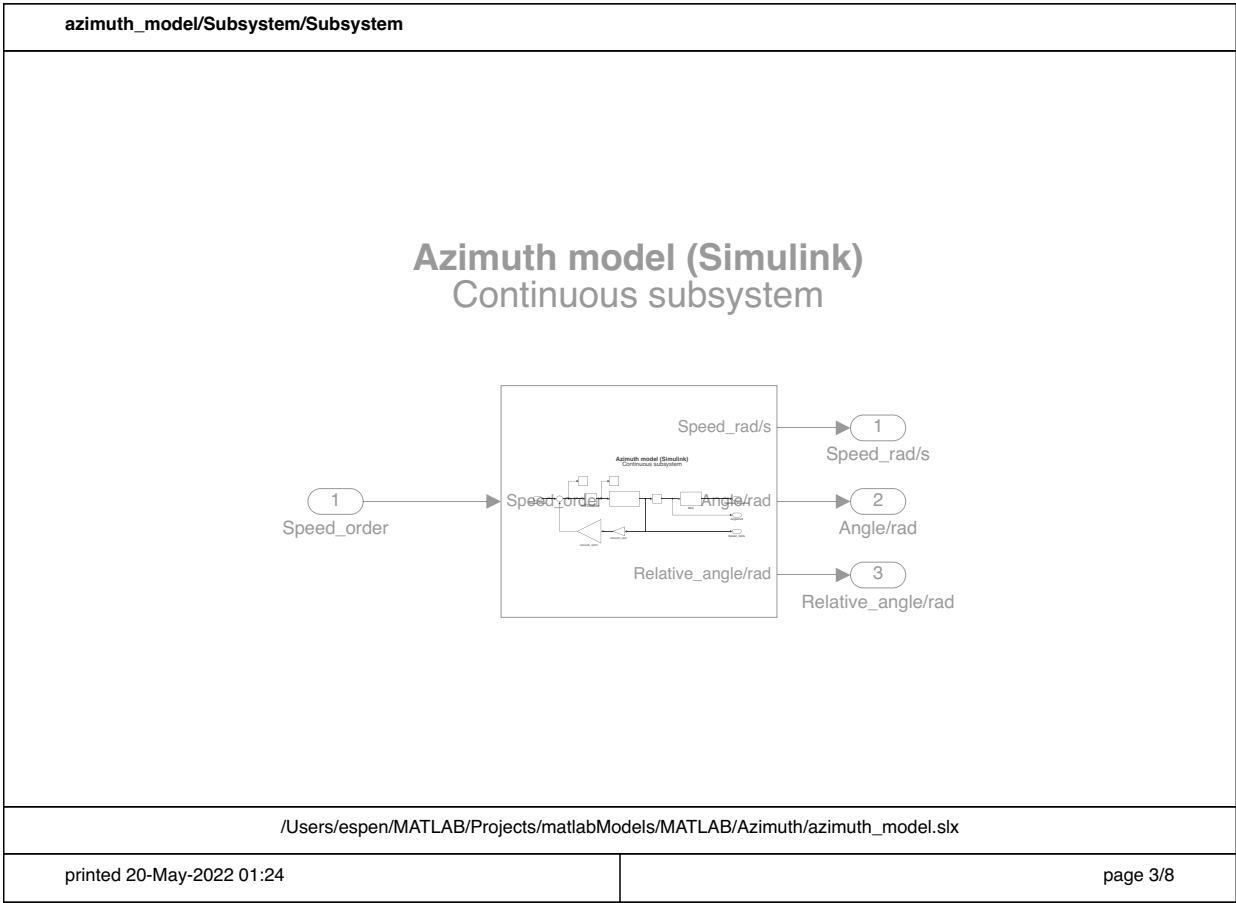 azimuth_model/Subsystem/Subsystem
Azimuth model (Simulink)
Continuous subsystem
Speed_rad/s
1
Speed_rad/s
Azimuth model (Simulink)
Continuous subsystem
1
Speed_order
Speed_order
Angle/rad
2
Angle/rad
Relative_angle/rad
3
Relative_angle/rad
/Users/espen/MATLAB/Projects/matlabModels/MATLAB/Azimuth/azimuth_model.slx
printed 20-May-2022 01:24
page 3/8